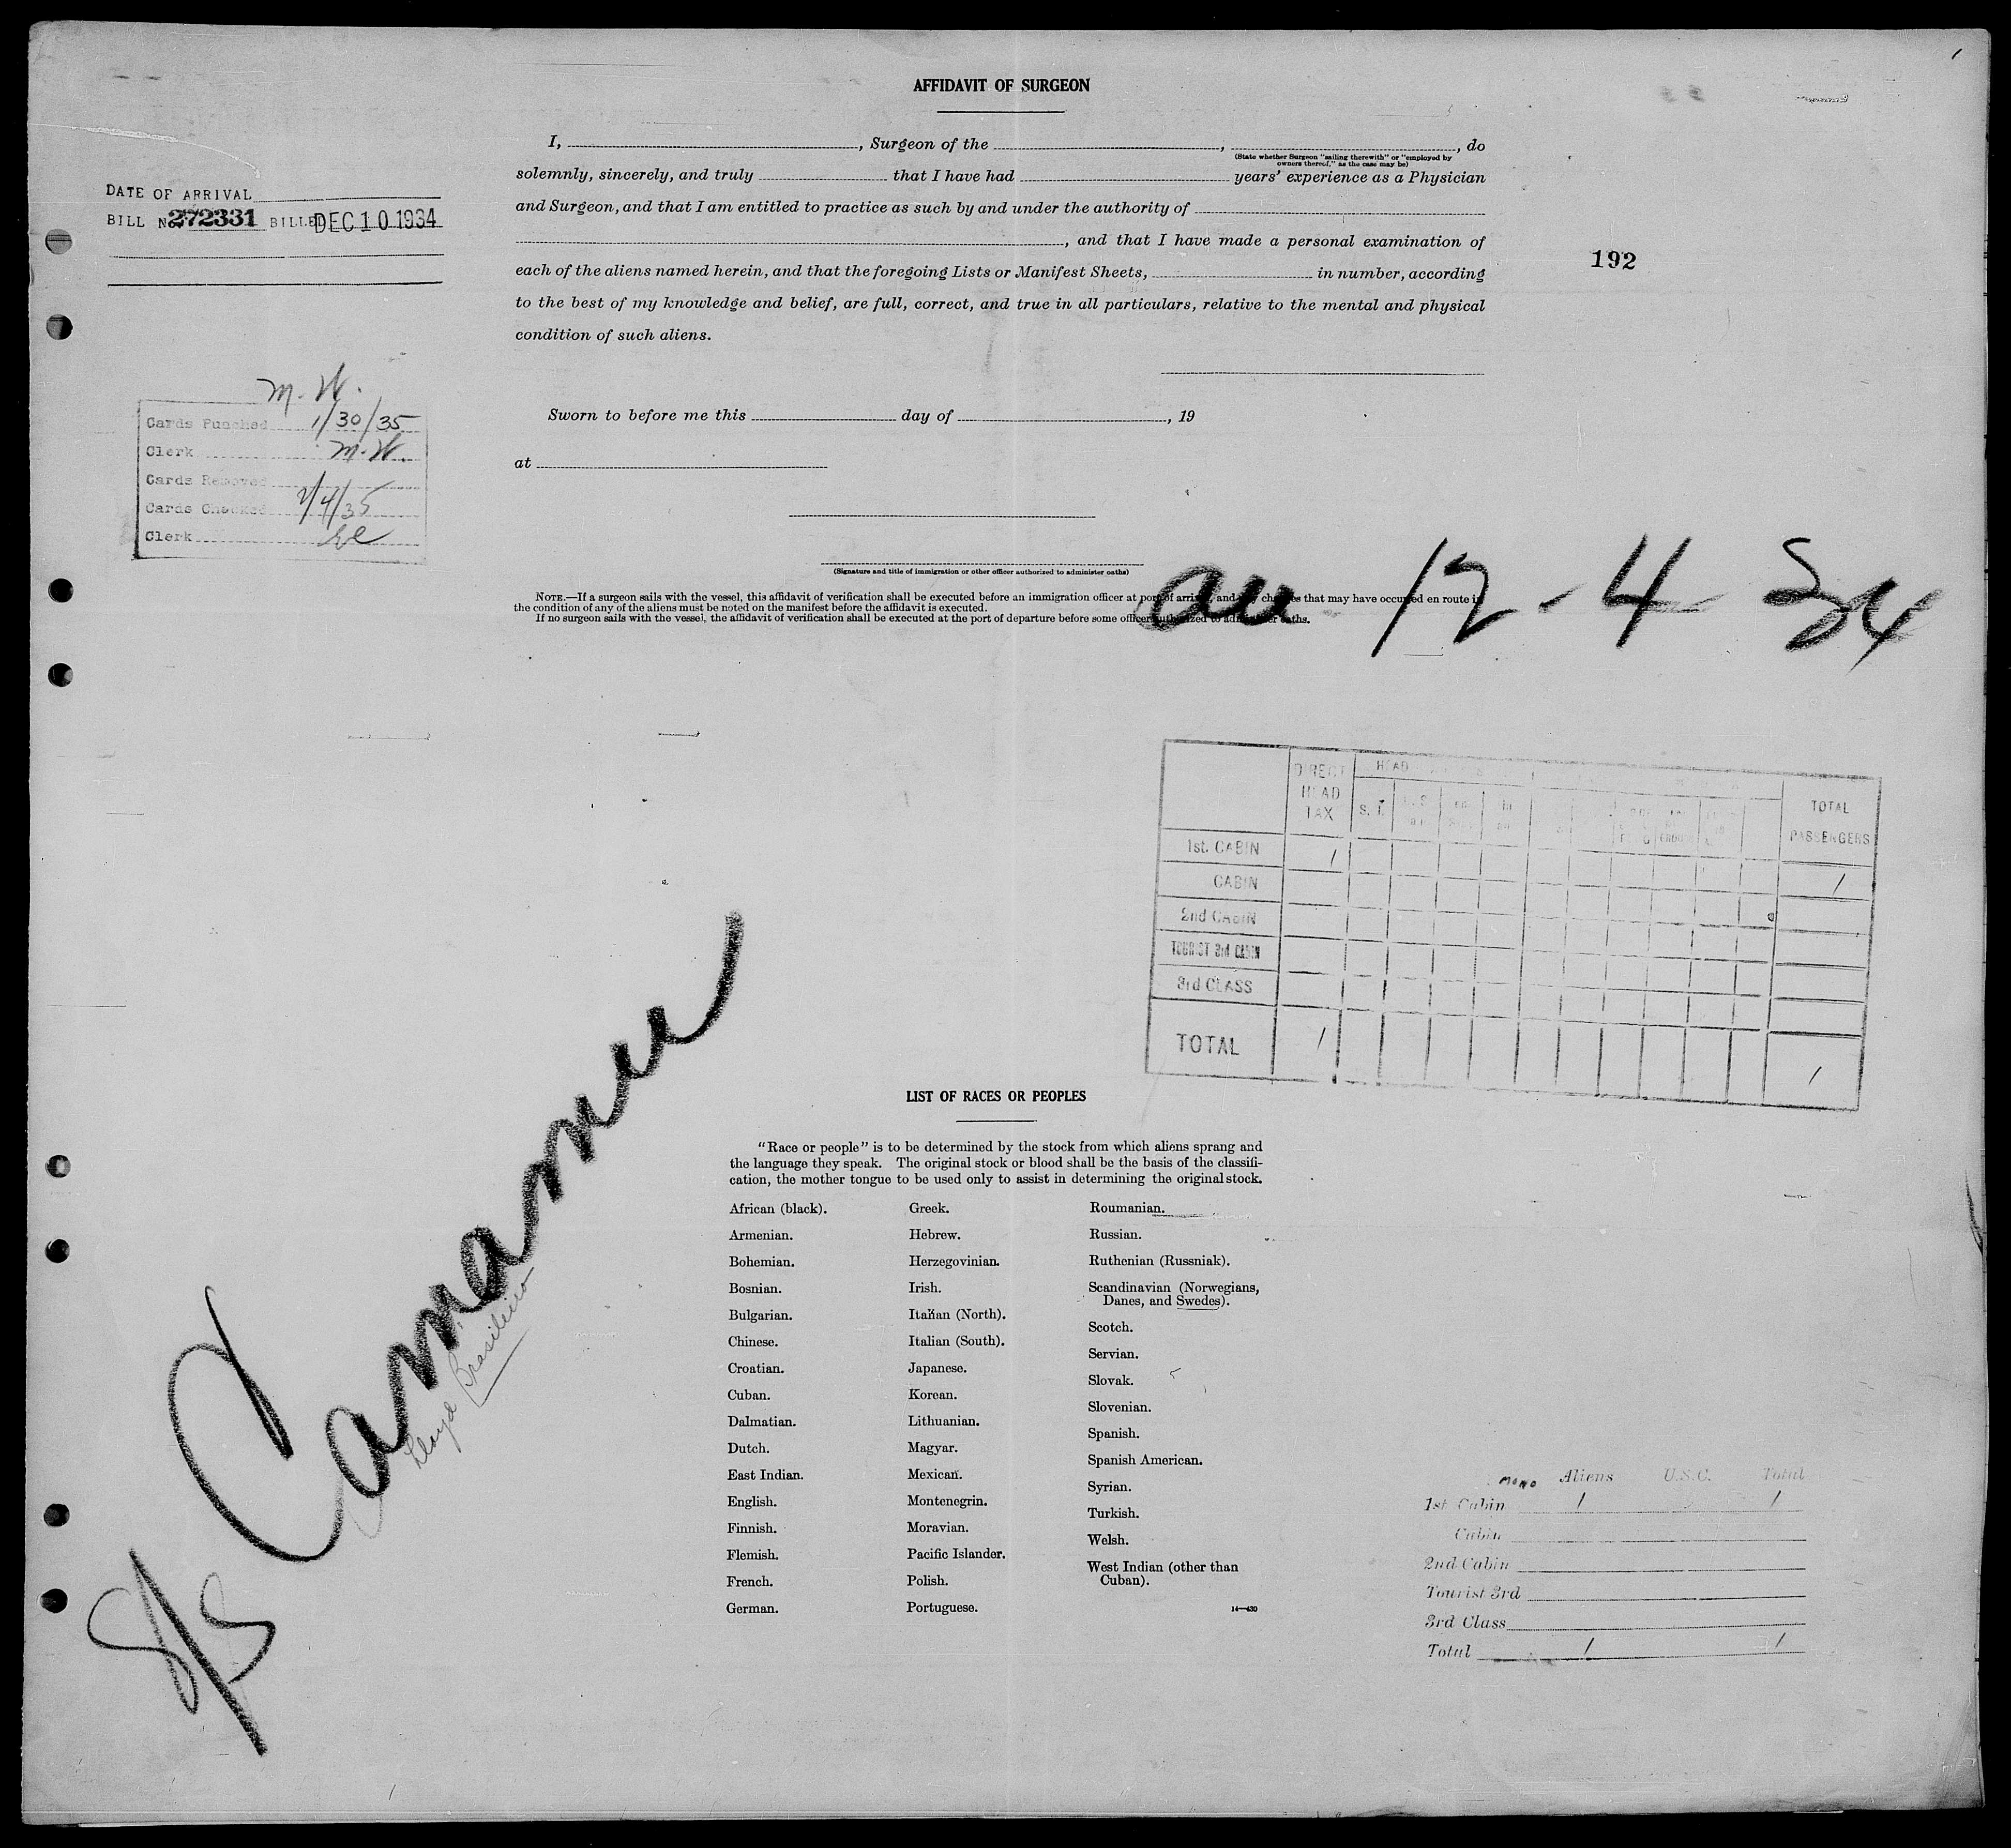 AFFIDAVIT OF SURGEON
I, , Surgeon of the , , do
(State whether Surgeon "sailing therewith" or "employed by
owners thereof," as the case may be)
solemnly, sincerely, and truly that I have had years' experience as a Physician
and Surgeon, and that I am entitled to practice as such by and under the authority of
, and that I have made a personal examination of
each of the aliens named herein, and that the foregoing Lists or Manifest Sheets, in number, according
to the best of my knowledge and belief, are full, correct, and true in all particulars, relative to the mental and physical
condition of such aliens.
Sworn to before me this day of , 19
at
(Signature and title of immigration or other officer authorized to administer oaths)
NOTE.—If a surgeon sails with the vessel, this affidavit of verification shall be executed before an immigration officer at port of arrival, and any changes that may have occurred en route in
the condition of any of the aliens must be noted on the manifest before the affidavit is executed.
If no surgeon sails with the vessel, the affidavit of verification shall be executed at the port of departure before some officer authorized to administer oaths.
DATE OF ARRIVAL
BILL No. 272331 BILLED DEC 10 1934
192
M. W.
Cards Punched 1/30/35
Clerk M. W.
Cards Removed
Cards Checked 2/4/35
Clerk
12-4-34
DIRECT HEAD TAX
HEAD
TOTAL PASSENGERS
1st. CABIN 1 1
CABIN
2nd CABIN
TOURIST 3rd CABIN
3rd CLASS
TOTAL 1 1
S/S Camamu
Lloyd Brasileiro
LIST OF RACES OR PEOPLES
"Race or people" is to be determined by the stock from which aliens sprang and
the language they speak. The original stock or blood shall be the basis of the classifi-
cation, the mother tongue to be used only to assist in determining the original stock.
African (black).
Armenian.
Bohemian.
Bosnian.
Bulgarian.
Chinese.
Croatian.
Cuban.
Dalmatian.
Dutch.
East Indian.
English.
Finnish.
Flemish.
French.
German.
Greek.
Hebrew.
Herzegovinian.
Irish.
Italian (North).
Italian (South).
Japanese.
Korean.
Lithuanian.
Magyar.
Mexican.
Montenegrin.
Moravian.
Pacific Islander.
Polish.
Portuguese.
Roumanian.
Russian.
Ruthenian (Russniak).
Scandinavian (Norwegians,
Danes, and Swedes).
Scotch.
Servian.
Slovak.
Slovenian.
Spanish.
Spanish American.
Syrian.
Turkish.
Welsh.
West Indian (other than
Cuban).
14—430
Aliens U.S.C. Total
1st Cabin 1 1
Cabin
2nd Cabin
Tourist 3rd
3rd Class
Total 1 1